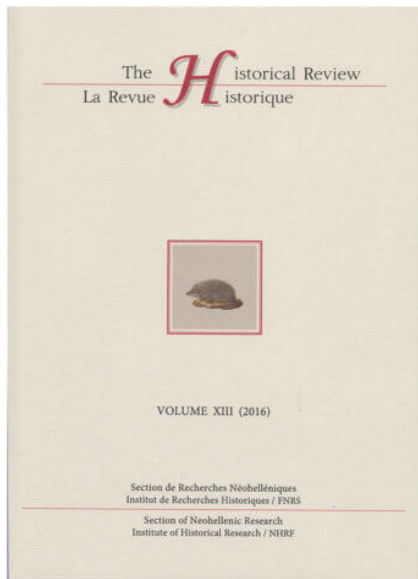 The Historical Review
La Revue Historique
VOLUME XIII (2016)
Section de Recherches Néohelléniques
Institut de Recherches Historiques / FNRS
Section of Neohellenic Research
Institute of Historical Research / NHRF